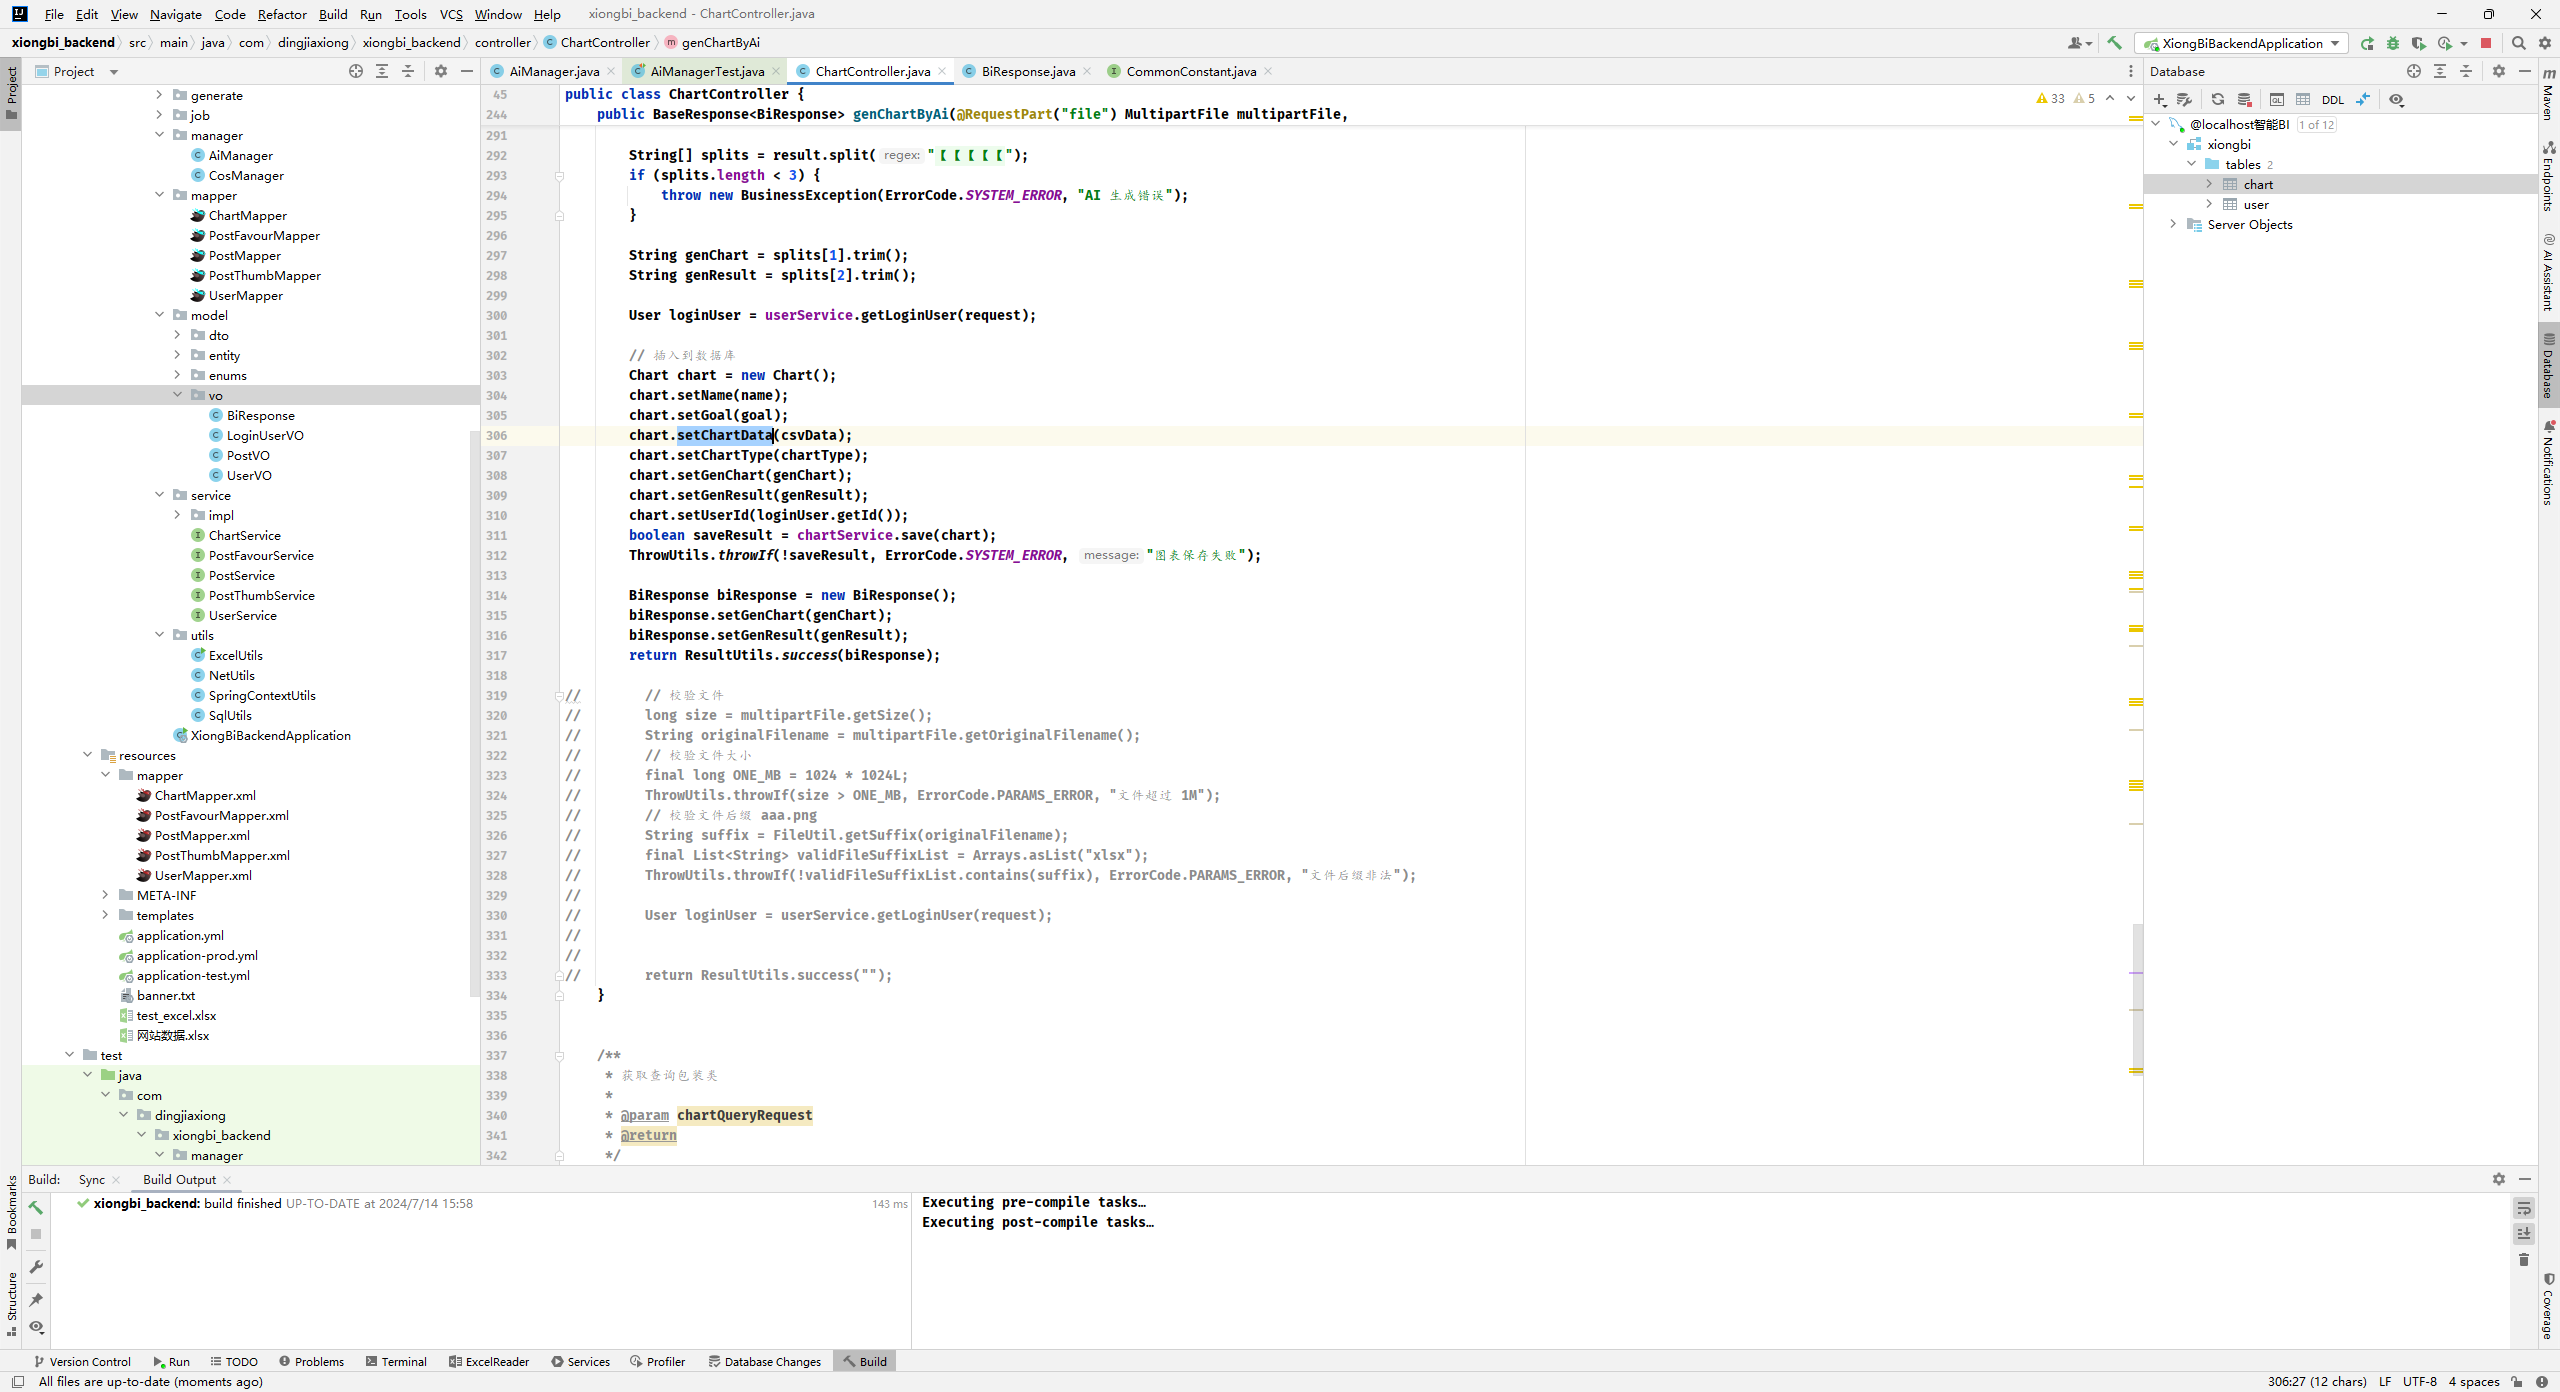 File Edit View Navigate Code Refactor Build Run Tools VCS Window Help xiongbi_backend - ChartController.java
xiongbi_backend src main java com dingjiaxiong xiongbi_backend controller ChartController genChartByAi XiongBiBackendApplication
Project
AiManager.java AiManagerTest.java ChartController.java BiResponse.java CommonConstant.java
Database
DDL
generate
job
manager
AiManager
CosManager
mapper
ChartMapper
PostFavourMapper
PostMapper
PostThumbMapper
UserMapper
model
dto
entity
enums
vo
BiResponse
LoginUserVO
PostVO
UserVO
service
impl
ChartService
PostFavourService
PostService
PostThumbService
UserService
utils
ExcelUtils
NetUtils
SpringContextUtils
SqlUtils
XiongBiBackendApplication
resources
mapper
ChartMapper.xml
PostFavourMapper.xml
PostMapper.xml
PostThumbMapper.xml
UserMapper.xml
META-INF
templates
application.yml
application-prod.yml
application-test.yml
banner.txt
test_excel.xlsx
网站数据.xlsx
test
java
com
dingjiaxiong
xiongbi_backend
manager
45 public class ChartController {
33 5
244 public BaseResponse<BiResponse> genChartByAi(@RequestPart("file") MultipartFile multipartFile,
291
292 String[] splits = result.split( regex: "【【【【【");
293 if (splits.length < 3) {
294 throw new BusinessException(ErrorCode.SYSTEM_ERROR, "AI 生成错误");
295 }
296
297 String genChart = splits[1].trim();
298 String genResult = splits[2].trim();
299
300 User loginUser = userService.getLoginUser(request);
301
302 // 插入到数据库
303 Chart chart = new Chart();
304 chart.setName(name);
305 chart.setGoal(goal);
306 chart.setChartData(csvData);
307 chart.setChartType(chartType);
308 chart.setGenChart(genChart);
309 chart.setGenResult(genResult);
310 chart.setUserId(loginUser.getId());
311 boolean saveResult = chartService.save(chart);
312 ThrowUtils.throwIf(!saveResult, ErrorCode.SYSTEM_ERROR, message: "图表保存失败");
313
314 BiResponse biResponse = new BiResponse();
315 biResponse.setGenChart(genChart);
316 biResponse.setGenResult(genResult);
317 return ResultUtils.success(biResponse);
318
319 // // 校验文件
320 // long size = multipartFile.getSize();
321 // String originalFilename = multipartFile.getOriginalFilename();
322 // // 校验文件大小
323 // final long ONE_MB = 1024 * 1024L;
324 // ThrowUtils.throwIf(size > ONE_MB, ErrorCode.PARAMS_ERROR, "文件超过 1M");
325 // // 校验文件后缀 aaa.png
326 // String suffix = FileUtil.getSuffix(originalFilename);
327 // final List<String> validFileSuffixList = Arrays.asList("xlsx");
328 // ThrowUtils.throwIf(!validFileSuffixList.contains(suffix), ErrorCode.PARAMS_ERROR, "文件后缀非法");
329 //
330 // User loginUser = userService.getLoginUser(request);
331 //
332 //
333 // return ResultUtils.success("");
334 }
335
336
337 /**
338 * 获取查询包装类
339 *
340 * @param chartQueryRequest
341 * @return
342 */
@localhost智能BI 1 of 12
xiongbi
tables 2
chart
user
Server Objects
Project
Bookmarks
Structure
Maven
Endpoints
AI Assistant
Database
Notifications
Coverage
Build: Sync Build Output
xiongbi_backend: build finished UP-TO-DATE at 2024/7/14 15:58 143 ms
Executing pre-compile tasks…
Executing post-compile tasks…
Version Control Run TODO Problems Terminal ExcelReader Services Profiler Database Changes Build
All files are up-to-date (moments ago) 306:27 (12 chars) LF UTF-8 4 spaces